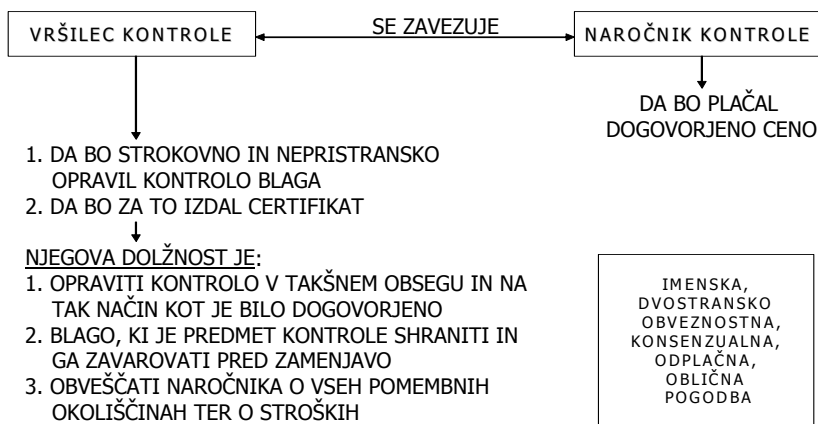 VRŠILEC KONTROLE
SE ZAVEZUJE
NAROČNIK KONTROLE
DA BO PLAČAL
DOGOVORJENO CENO
1. DA BO STROKOVNO IN NEPRISTRANSKO
OPRAVIL KONTROLO BLAGA
2. DA BO ZA TO IZDAL CERTIFIKAT
NJEGOVA DOLŽNOST JE:
1. OPRAVITI KONTROLO V TAKŠNEM OBSEGU IN NA
TAK NAČIN KOT JE BILO DOGOVORJENO
2. BLAGO, KI JE PREDMET KONTROLE SHRANITI IN
GA ZAVAROVATI PRED ZAMENJAVO
3. OBVEŠČATI NAROČNIKA O VSEH POMEMBNIH
OKOLIŠČINAH TER O STROŠKIH
IMENSKA,
DVOSTRANSKO
OBVEZNOSTNA,
KONSENZUALNA,
ODPLAČNA,
OBLIČNA
POGODBA